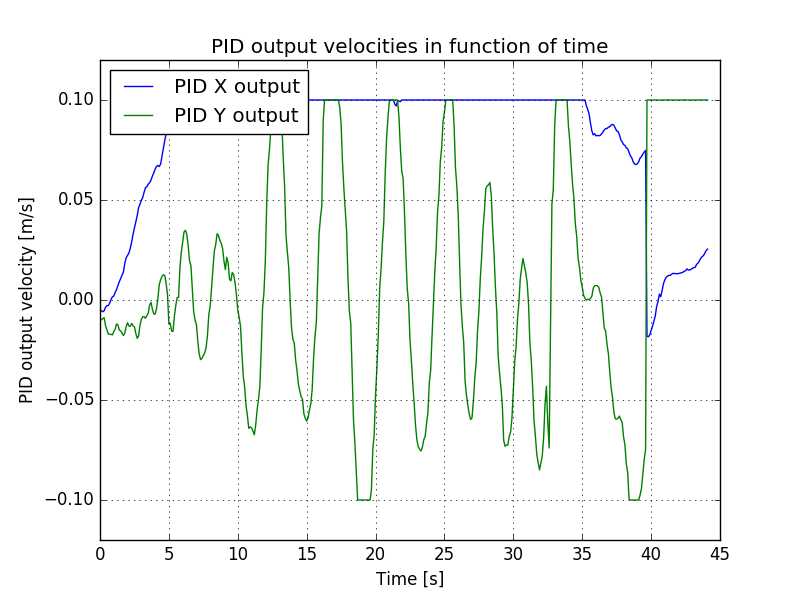 PID output velocities in function of time
PID X output
PID Y output
PID output velocity [m/s]
0.10
0.05
0.00
−0.05
−0.10
0 5 10 15 20 25 30 35 40 45
Time [s]